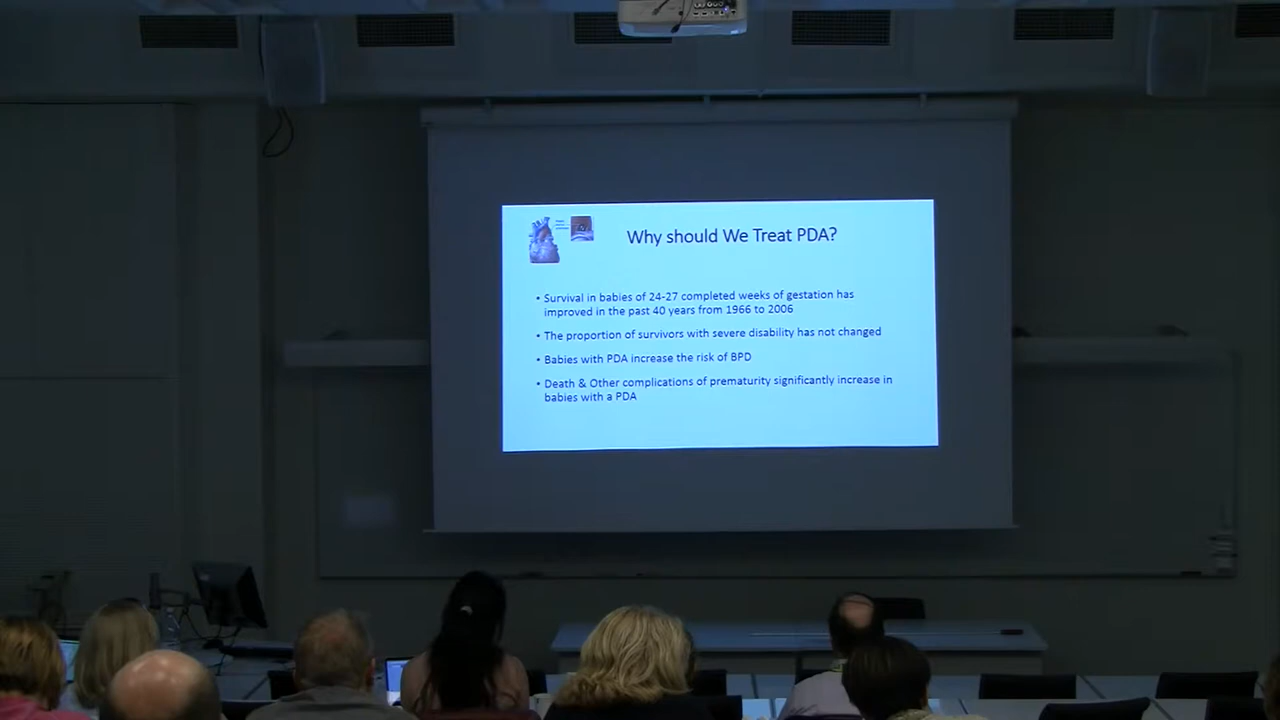 Why should We Treat PDA?
• Survival in babies of 24-27 completed weeks of gestation has
improved in the past 40 years from 1966 to 2006
• The proportion of survivors with severe disability has not changed
• Babies with PDA increase the risk of BPD
• Death & Other complications of prematurity significantly increase in
babies with a PDA